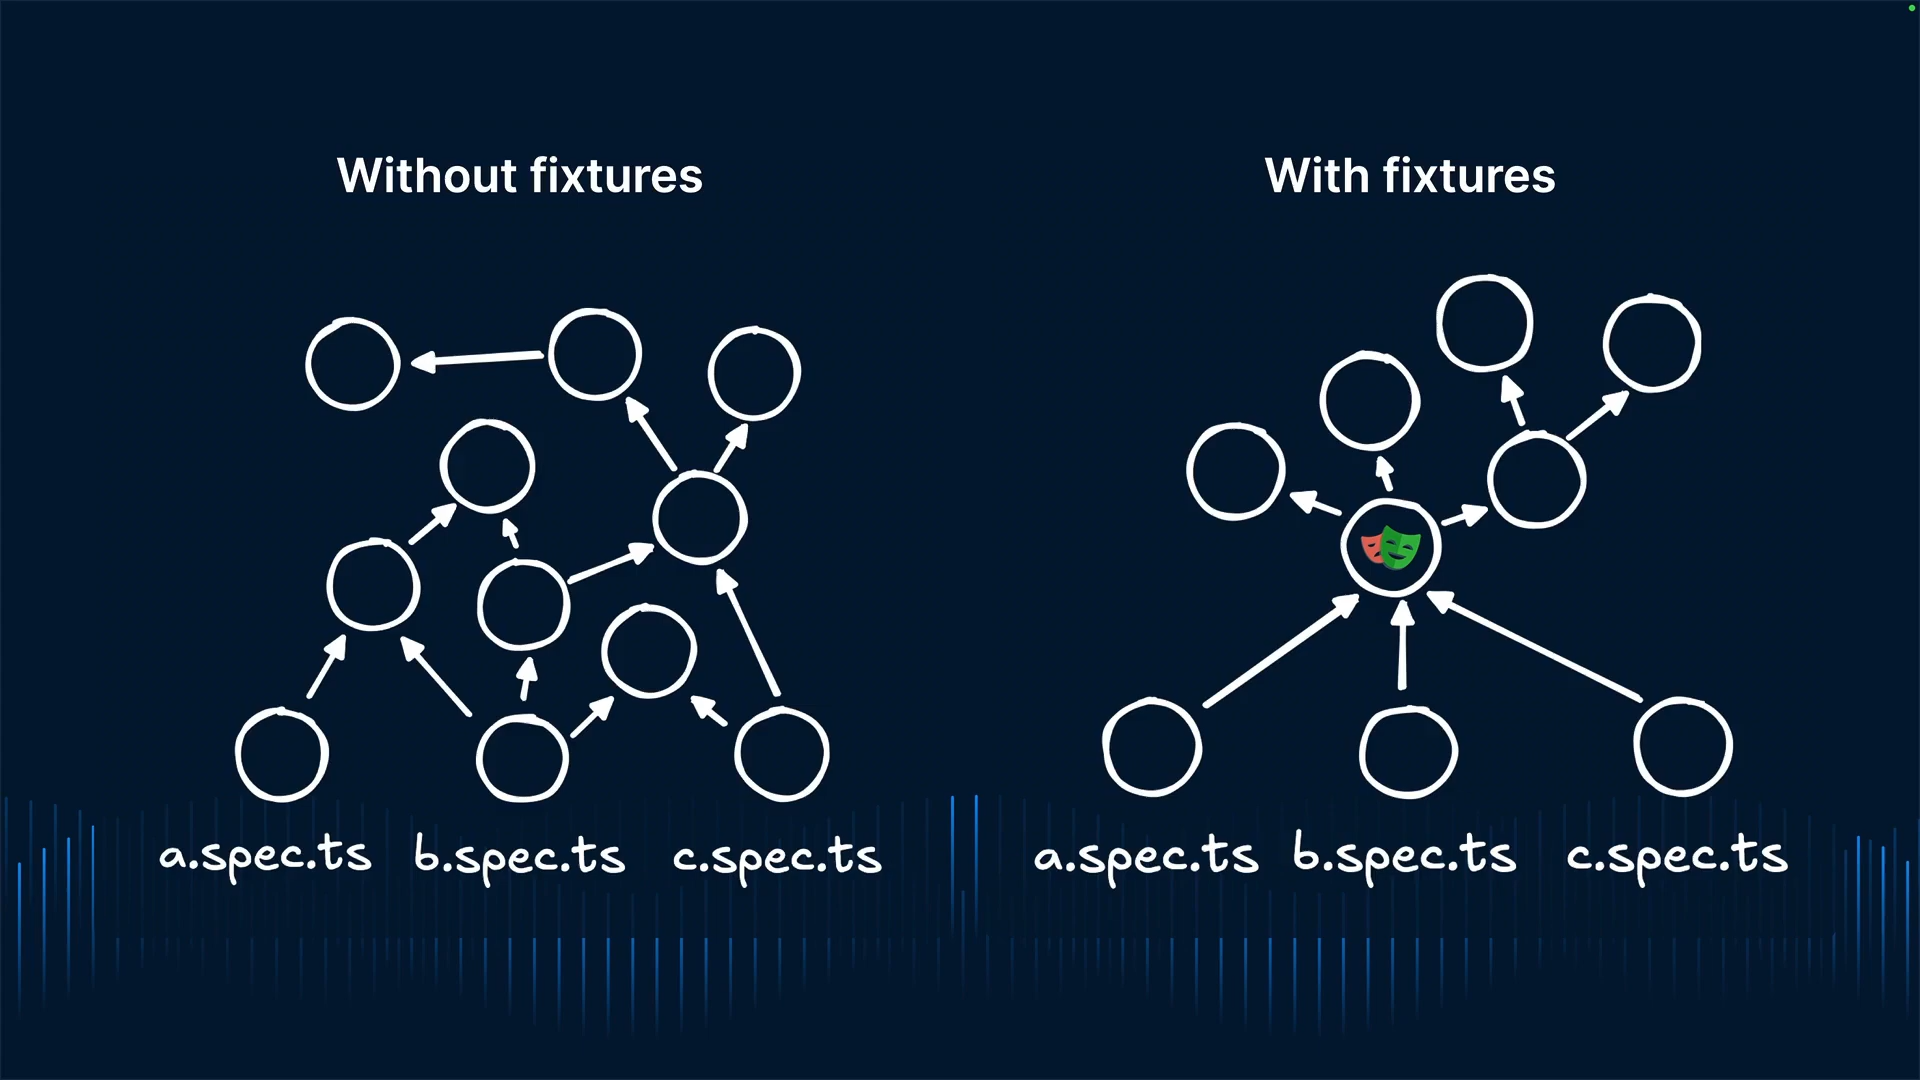 Without fixtures
With fixtures
a.spec.ts
b.spec.ts
c.spec.ts
a.spec.ts
b.spec.ts
c.spec.ts